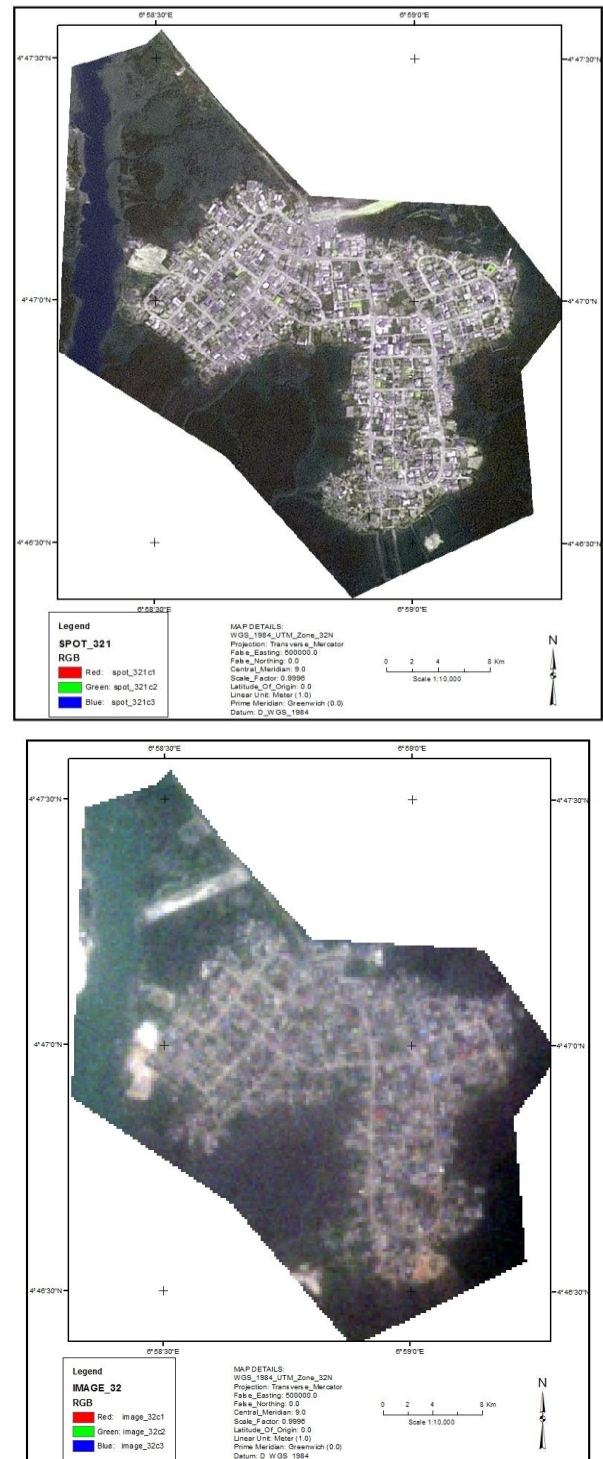 6°58'30"E 6°59'0"E
4°47'30"N 4°47'30"N
4°47'0"N 4°47'0"N
4°46'30"N 4°46'30"N
6°58'30"E 6°59'0"E
Legend
SPOT_321
RGB
Red: spot_321c1
Green: spot_321c2
Blue: spot_321c3
MAP DETAILS:
WGS_1984_UTM_Zone_32N
Projection: Transverse_Mercator
False_Easting: 500000.0
False_Northing: 0.0
Central_Meridian: 9.0
Scale_Factor: 0.9996
Latitude_Of_Origin: 0.0
Linear Unit: Meter (1.0)
Prime Meridian: Greenwich (0.0)
Datum: D_WGS_1984
0 2 4 8 Km
Scale 1:10,000
N
6°58'30"E 6°59'0"E
4°47'30"N 4°47'30"N
4°47'0"N 4°47'0"N
4°46'30"N 4°46'30"N
6°58'30"E 6°59'0"E
Legend
IMAGE_32
RGB
Red: image_32c1
Green: image_32c2
Blue: image_32c3
MAP DETAILS:
WGS_1984_UTM_Zone_32N
Projection: Transverse_Mercator
False_Easting: 500000.0
False_Northing: 0.0
Central_Meridian: 9.0
Scale_Factor: 0.9996
Latitude_Of_Origin: 0.0
Linear Unit: Meter (1.0)
Prime Meridian: Greenwich (0.0)
Datum: D_WGS_1984
0 2 4 8 Km
Scale 1:10,000
N